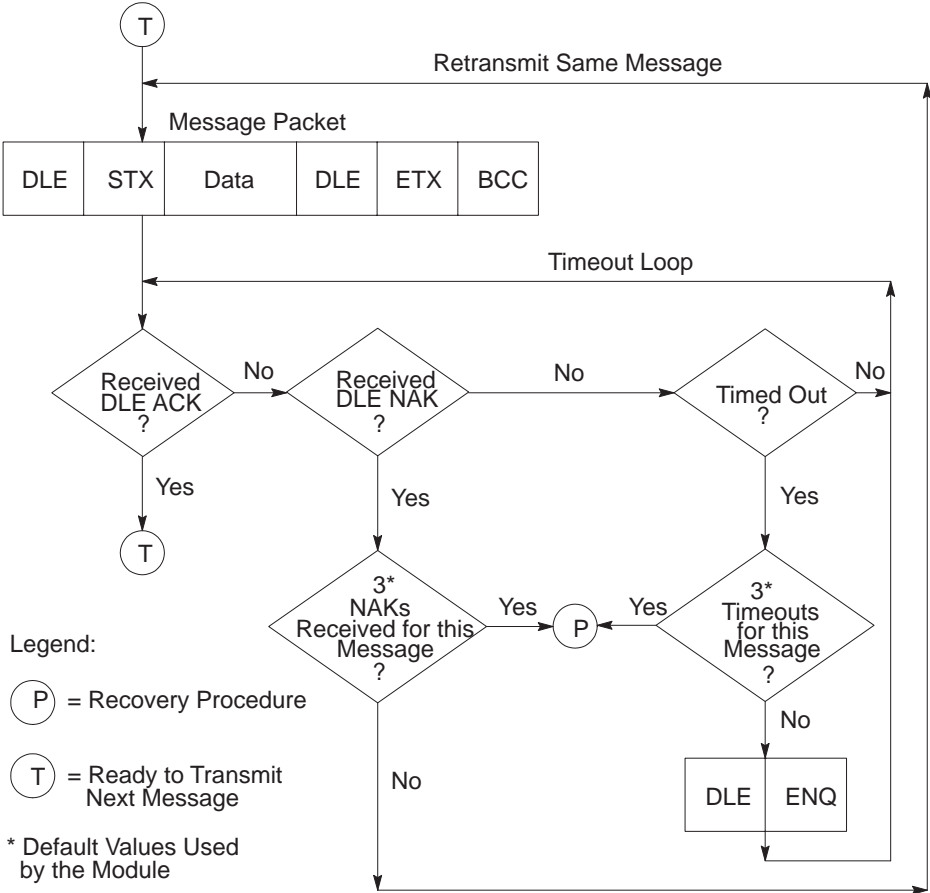 T
Retransmit Same Message
Message Packet
DLE STX Data DLE ETX BCC
Timeout Loop
Received
DLE ACK
?
No
Received
DLE NAK
?
No
Timed Out
?
No
Yes
Yes
Yes
T
3*
NAKs
Received for this
Message
?
Yes
P
Yes
3*
Timeouts
for this
Message
?
No
No
DLE ENQ
Legend:
P = Recovery Procedure
T = Ready to Transmit
Next Message
* Default Values Used
by the Module